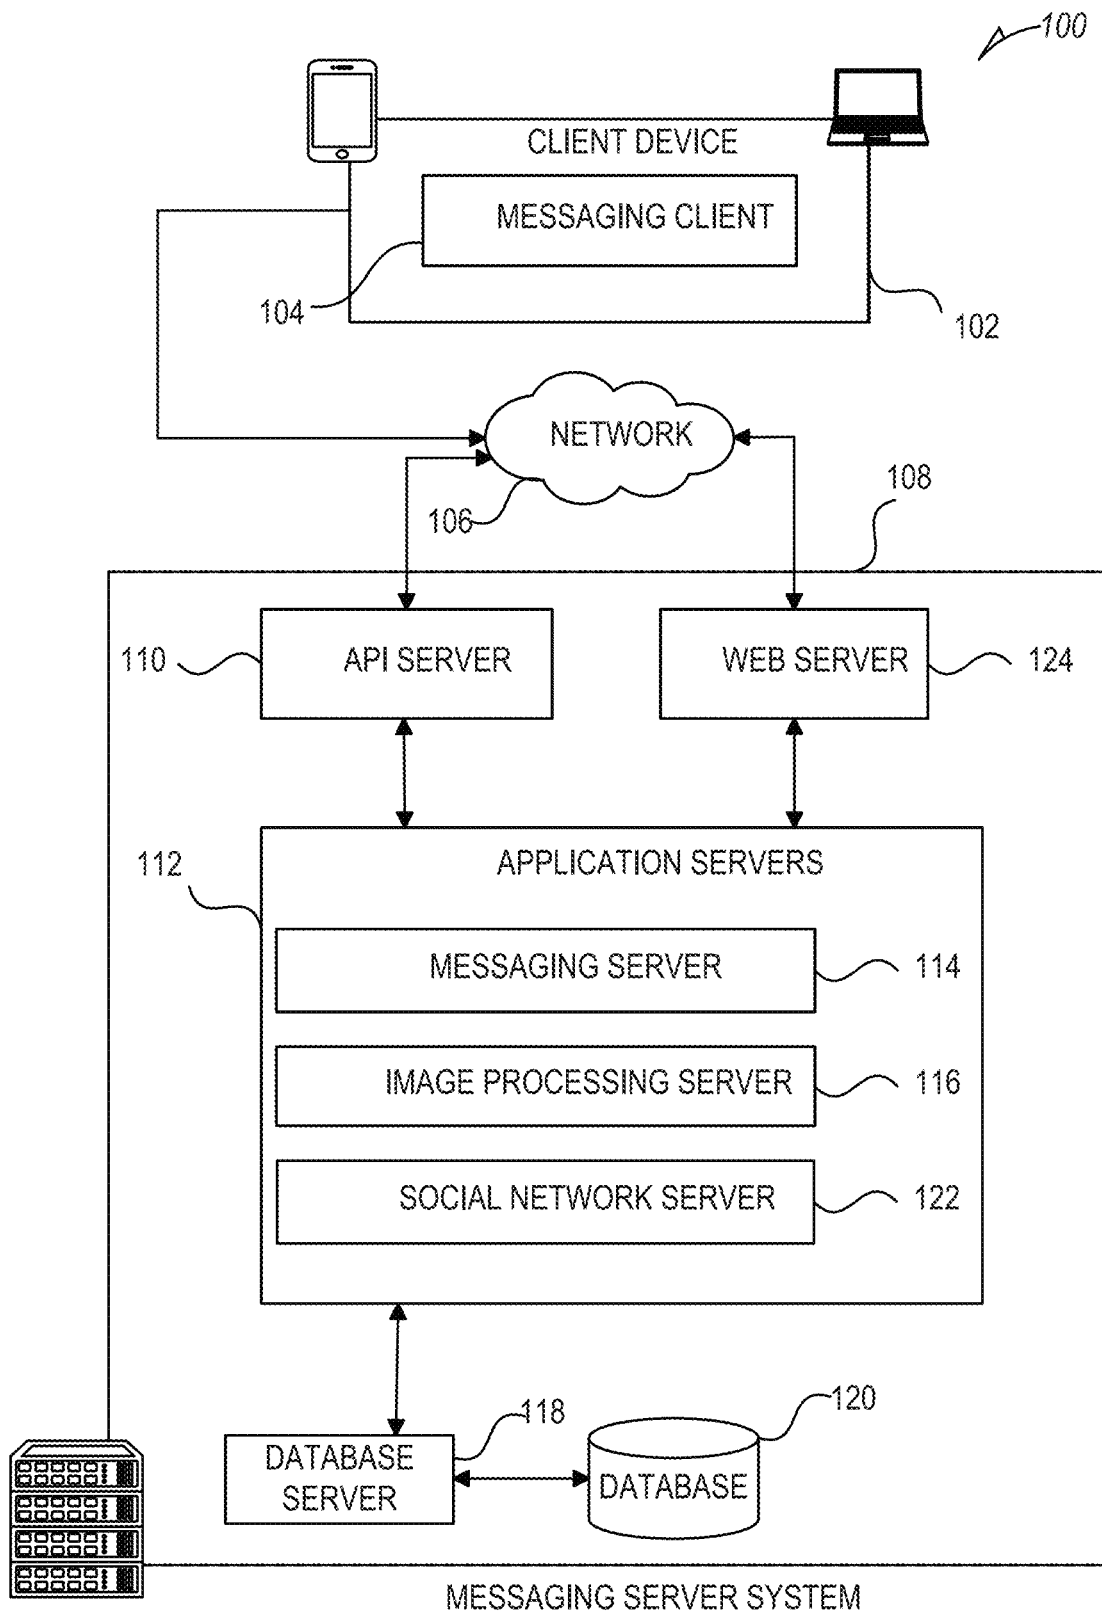 100
CLIENT DEVICE
MESSAGING CLIENT
104
102
NETWORK
106
108
110
API SERVER
WEB SERVER
124
112
APPLICATION SERVERS
MESSAGING SERVER
114
IMAGE PROCESSING SERVER
116
SOCIAL NETWORK SERVER
122
118
120
DATABASE
SERVER
DATABASE
MESSAGING SERVER SYSTEM